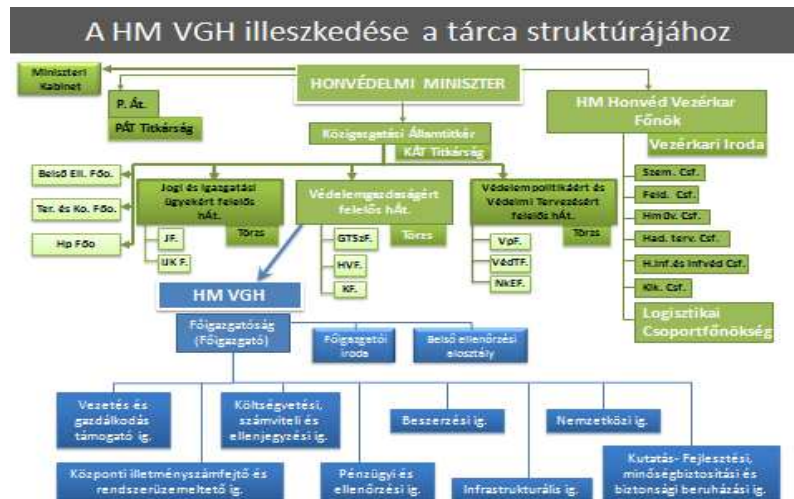 A HM VGH illeszkedése a tárca struktúrájához
Miniszteri
Kabinet
HONVÉDELMI MINISZTER
P. Át.
PÁT Titkárság
HM Honvéd Vezérkar
Főnök
Vezérkari Iroda
Közigazgatási Államtitkár
KÁT Titkárság
Belső Ell. Főo.
Ter. és Ko. Főo.
Hp Főo
Jogi és Igazgatási
ügyekért felelős
hÁt.
Törzs
JF.
IJK F.
Védelemgazdaságért
felelős hÁt.
Törzs
GTSzF.
HVF.
KF.
Védelempolitikáért és
Védelmi Tervezésért
felelős hÁt.
Törzs
VpF.
VédTF.
NkEF.
Szem. Csf.
Feld. Csf.
Hműv. Csf.
Had. terv. Csf.
H.Inf.és Infvéd Csf.
Kik. Csf.
Logisztikai
Csoportfőnökség
HM VGH
Főigazgatóság
(Főigazgató)
Főigazgatói
iroda
Belső ellenőrzési
alosztály
Vezetés és
gazdálkodás
támogató ig.
Költségvetési,
számviteli és
ellenjegyzési ig.
Beszerzési ig.
Nemzetközi ig.
Központi illetményszámfejtő és
rendszerüzemeltető ig.
Pénzügyi és
ellenőrzési ig.
Infrastrukturális ig.
Kutatás- Fejlesztési,
minőségbiztosítási és
biztonsági beruházási ig.